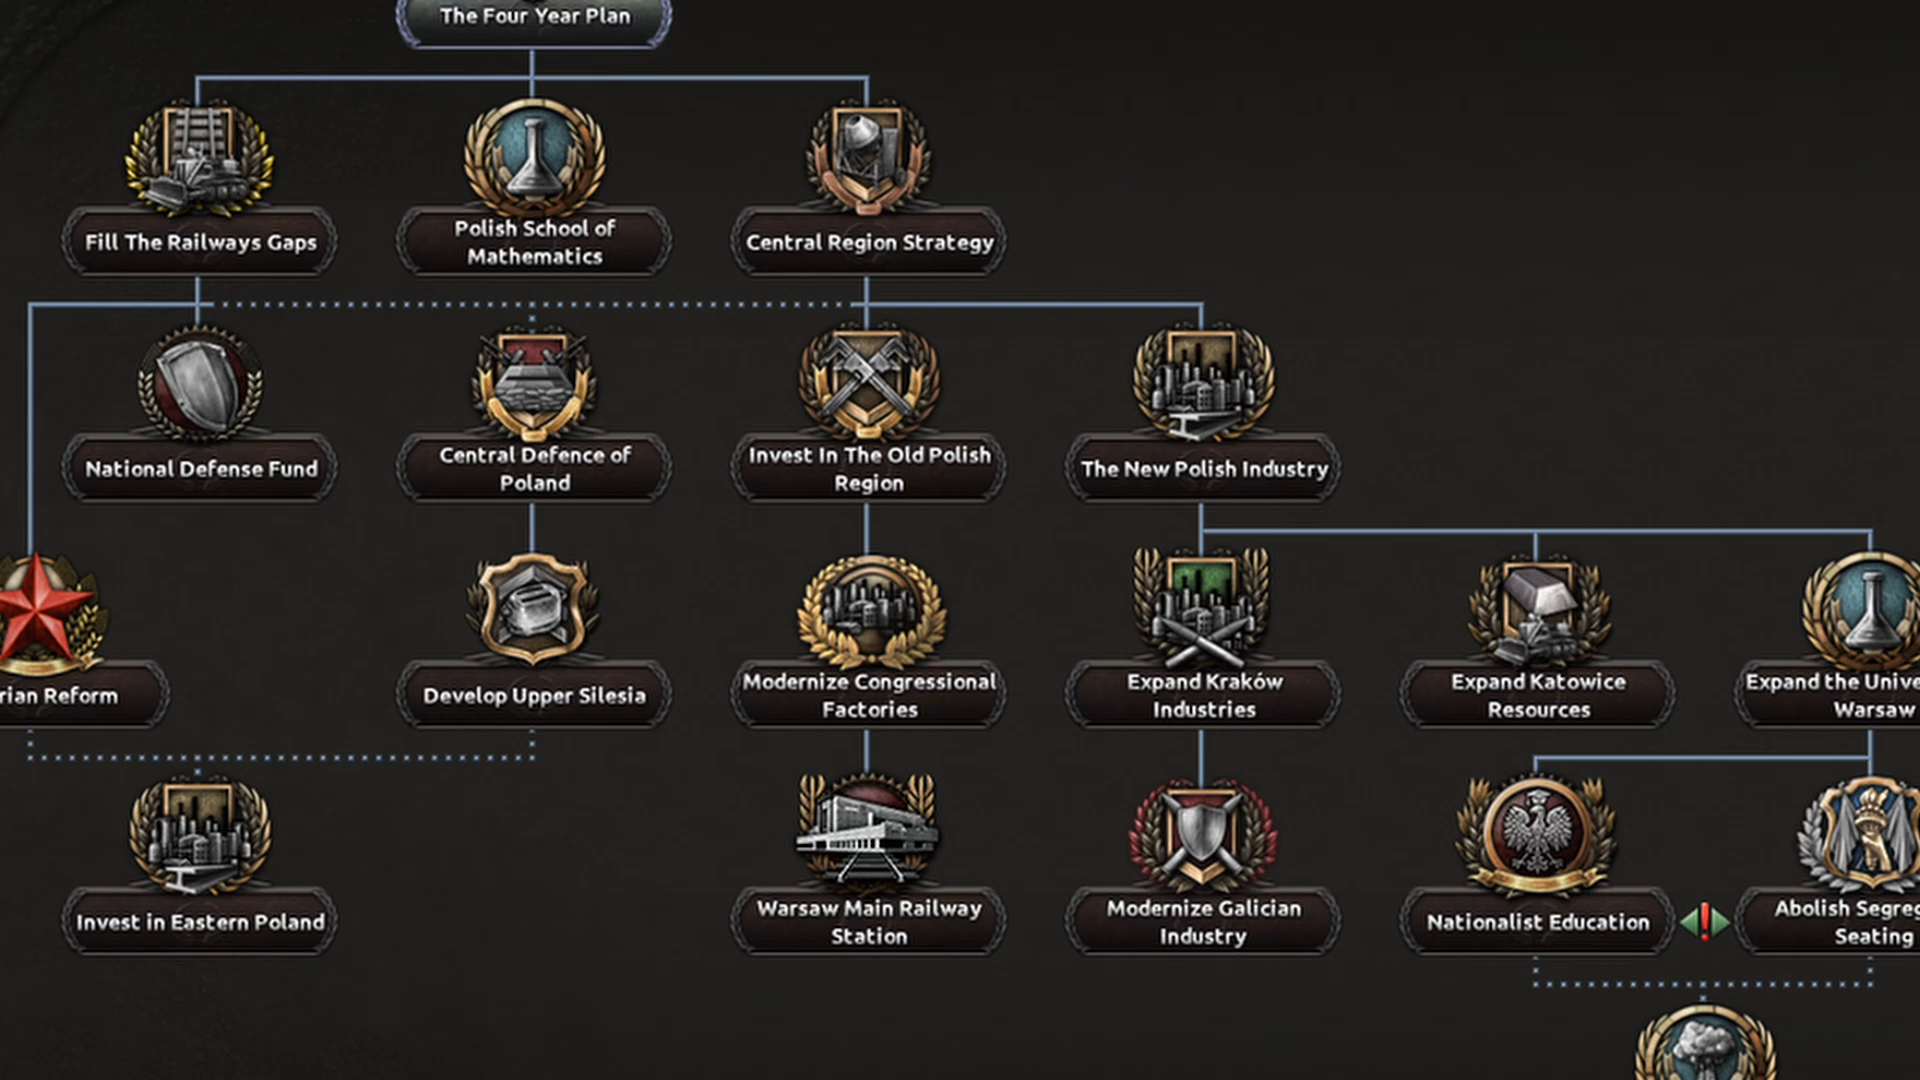 The Four Year Plan
Fill The Railways Gaps
Polish School of
Mathematics
Central Region Strategy
National Defense Fund
Central Defence of
Poland
Invest In The Old Polish
Region
The New Polish Industry
rian Reform
Develop Upper Silesia
Modernize Congressional
Factories
Expand Kraków
Industries
Expand Katowice
Resources
Expand the Unive
Warsaw
Invest in Eastern Poland
Warsaw Main Railway
Station
Modernize Galician
Industry
Nationalist Education
Abolish Segre
Seating